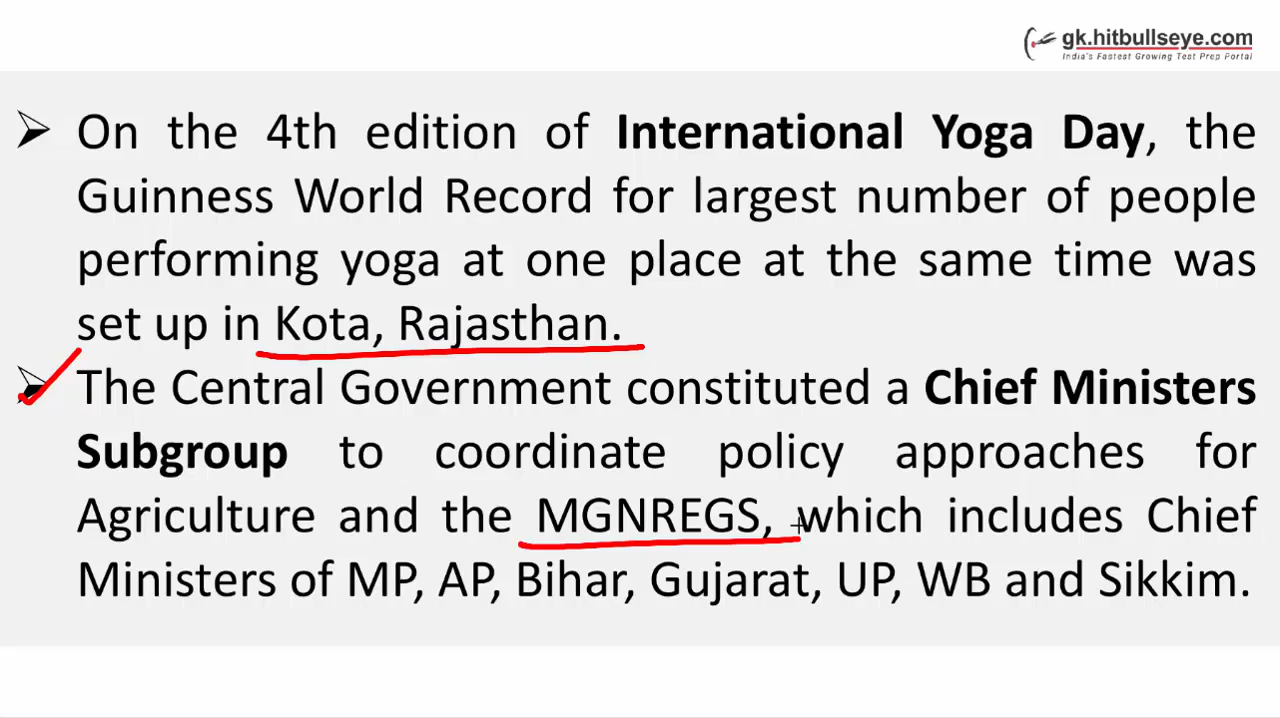 gk.hitbullseye.com
India's Fastest Growing Test Prep Portal
On the 4th edition of International Yoga Day, the
Guinness World Record for largest number of people
performing yoga at one place at the same time was
set up in Kota, Rajasthan.
The Central Government constituted a Chief Ministers
Subgroup to coordinate policy approaches for
Agriculture and the MGNREGS, which includes Chief
Ministers of MP, AP, Bihar, Gujarat, UP, WB and Sikkim.